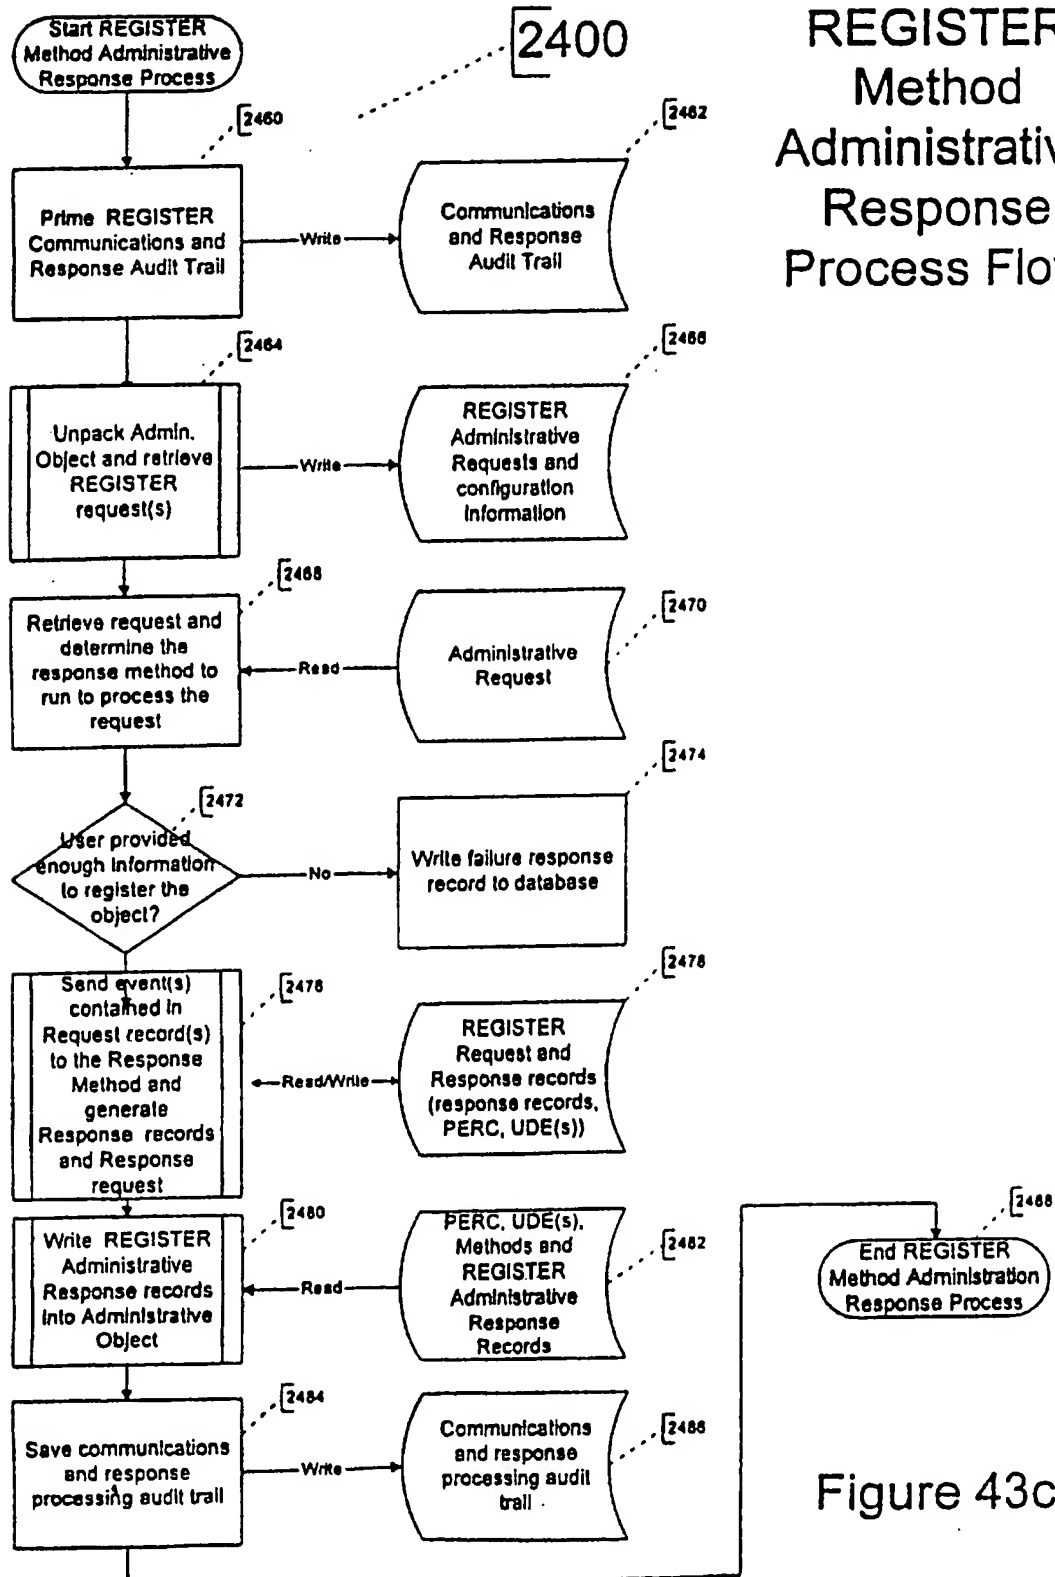 Start REGISTER
Method Administrative
Response Process
2400
REGISTER
Method
Administrativ
Response
Process Flo
2460
2462
Prime REGISTER
Communications and
Response Audit Trail
Write
Communications
and Response
Audit Trail
2464
2466
Unpack Admin.
Object and retrieve
REGISTER
request(s)
Write
REGISTER
Administrative
Requests and
configuration
Information
2468
2470
Retrieve request and
determine the
response method to
run to process the
request
Read
Administrative
Request
2472
2474
User provided
enough Information
to register the
object?
No
Write failure response
record to database
2476
2478
Send event(s)
contained in
Request record(s)
to the Response
Method and
generate
Response records
and Response
request
Read/Write
REGISTER
Request and
Response records
(response records,
PERC, UDE(s))
2480
2482
Write REGISTER
Administrative
Response records
Into Administrative
Object
Read
PERC, UDE(s),
Methods and
REGISTER
Administrative
Response
Records
2488
End REGISTER
Method Administration
Response Process
2484
2486
Save communications
and response
processing audit trail
Write
Communications
and response
processing audit
trail
Figure 43c